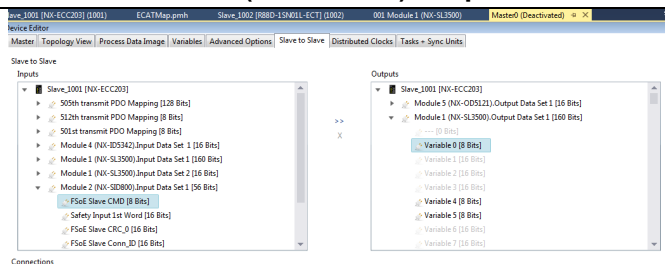 lave_1001 [NX-ECC203] (1001) ECATMap.pmh Slave_1002 [R88D-1SN01L-ECT] (1002) 001 Module 1 (NX-SL3500) Master0 (Deactivated)
Device Editor
Master Topology View Process Data Image Variables Advanced Options Slave to Slave Distributed Clocks Tasks + Sync Units
Slave to Slave
Inputs
Slave_1001 [NX-ECC203]
505th transmit PDO Mapping [128 Bits]
512th transmit PDO Mapping [8 Bits]
501st transmit PDO Mapping [8 Bits]
Module 4 (NX-ID5342).Input Data Set 1 [16 Bits]
Module 1 (NX-SL3500).Input Data Set 1 [160 Bits]
Module 1 (NX-SL3500).Input Data Set 2 [16 Bits]
Module 2 (NX-SID800).Input Data Set 1 [56 Bits]
FSoE Slave CMD [8 Bits]
Safety Input 1st Word [16 Bits]
FSoE Slave CRC_0 [16 Bits]
FSoE Slave Conn_ID [16 Bits]
>>
X
Outputs
Slave_1001 [NX-ECC203]
Module 5 (NX-OD5121).Output Data Set 1 [16 Bits]
Module 1 (NX-SL3500).Output Data Set 1 [160 Bits]
--- [0 Bits]
Variable 0 [8 Bits]
Variable 1 [16 Bits]
Variable 2 [16 Bits]
Variable 3 [16 Bits]
Variable 4 [8 Bits]
Variable 5 [8 Bits]
Variable 6 [16 Bits]
Variable 7 [16 Bits]
Connections